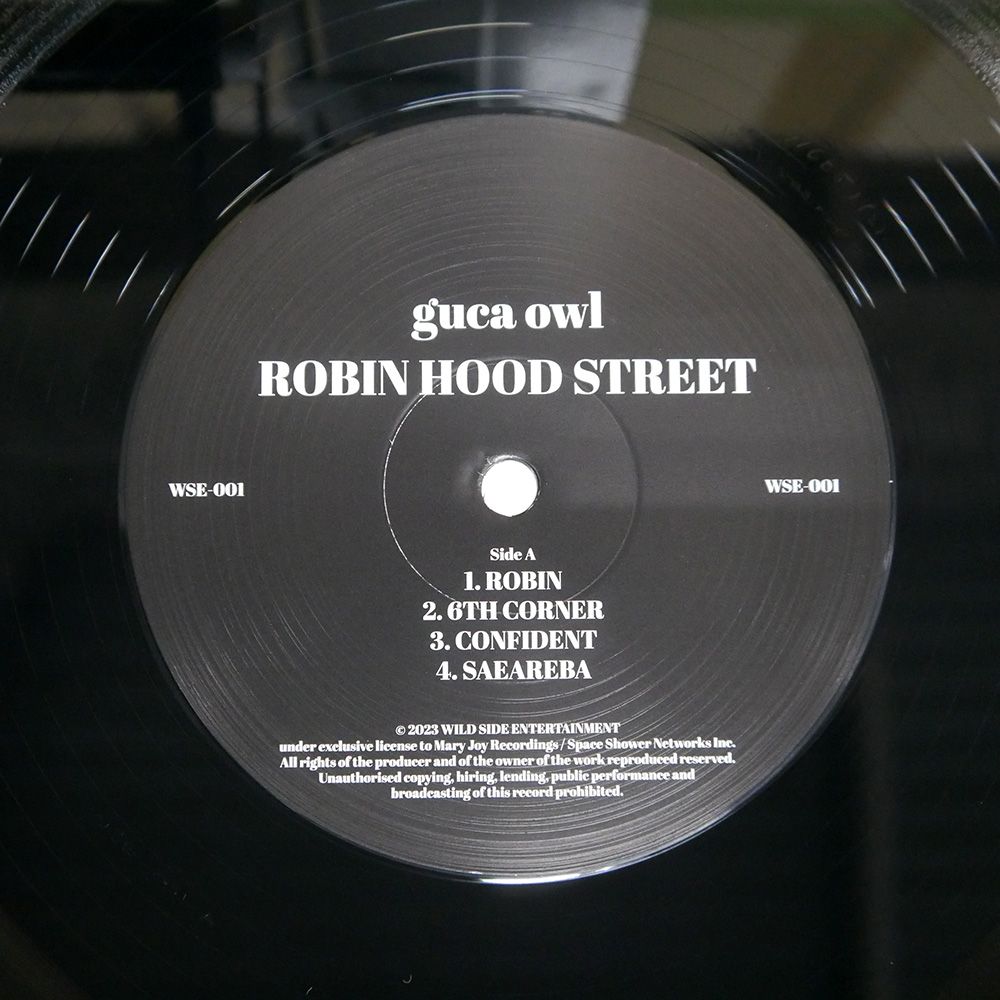 guca owl
ROBIN HOOD STREET
WSE-001
WSE-001
Side A
1. ROBIN
2. 6TH CORNER
3. CONFIDENT
4. SAEAREBA
© 2023 WILD SIDE ENTERTAINMENT
under exclusive license to Mary Joy Recordings / Space Shower Networks Inc.
All rights of the producer and of the owner of the work reproduced reserved.
Unauthorised copying, hiring, lending, public performance and
broadcasting of this record prohibited.